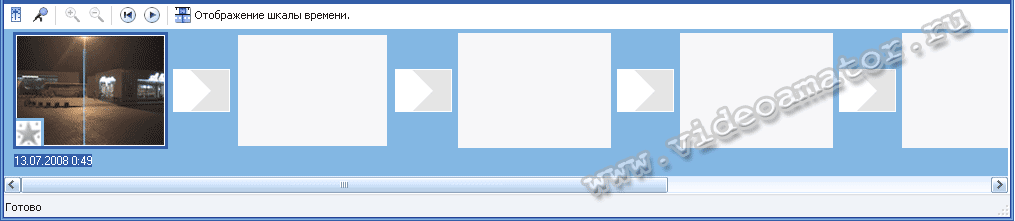 Отображение шкалы времени.
www.videoamator.ru
13.07.2008 0:49
Готово